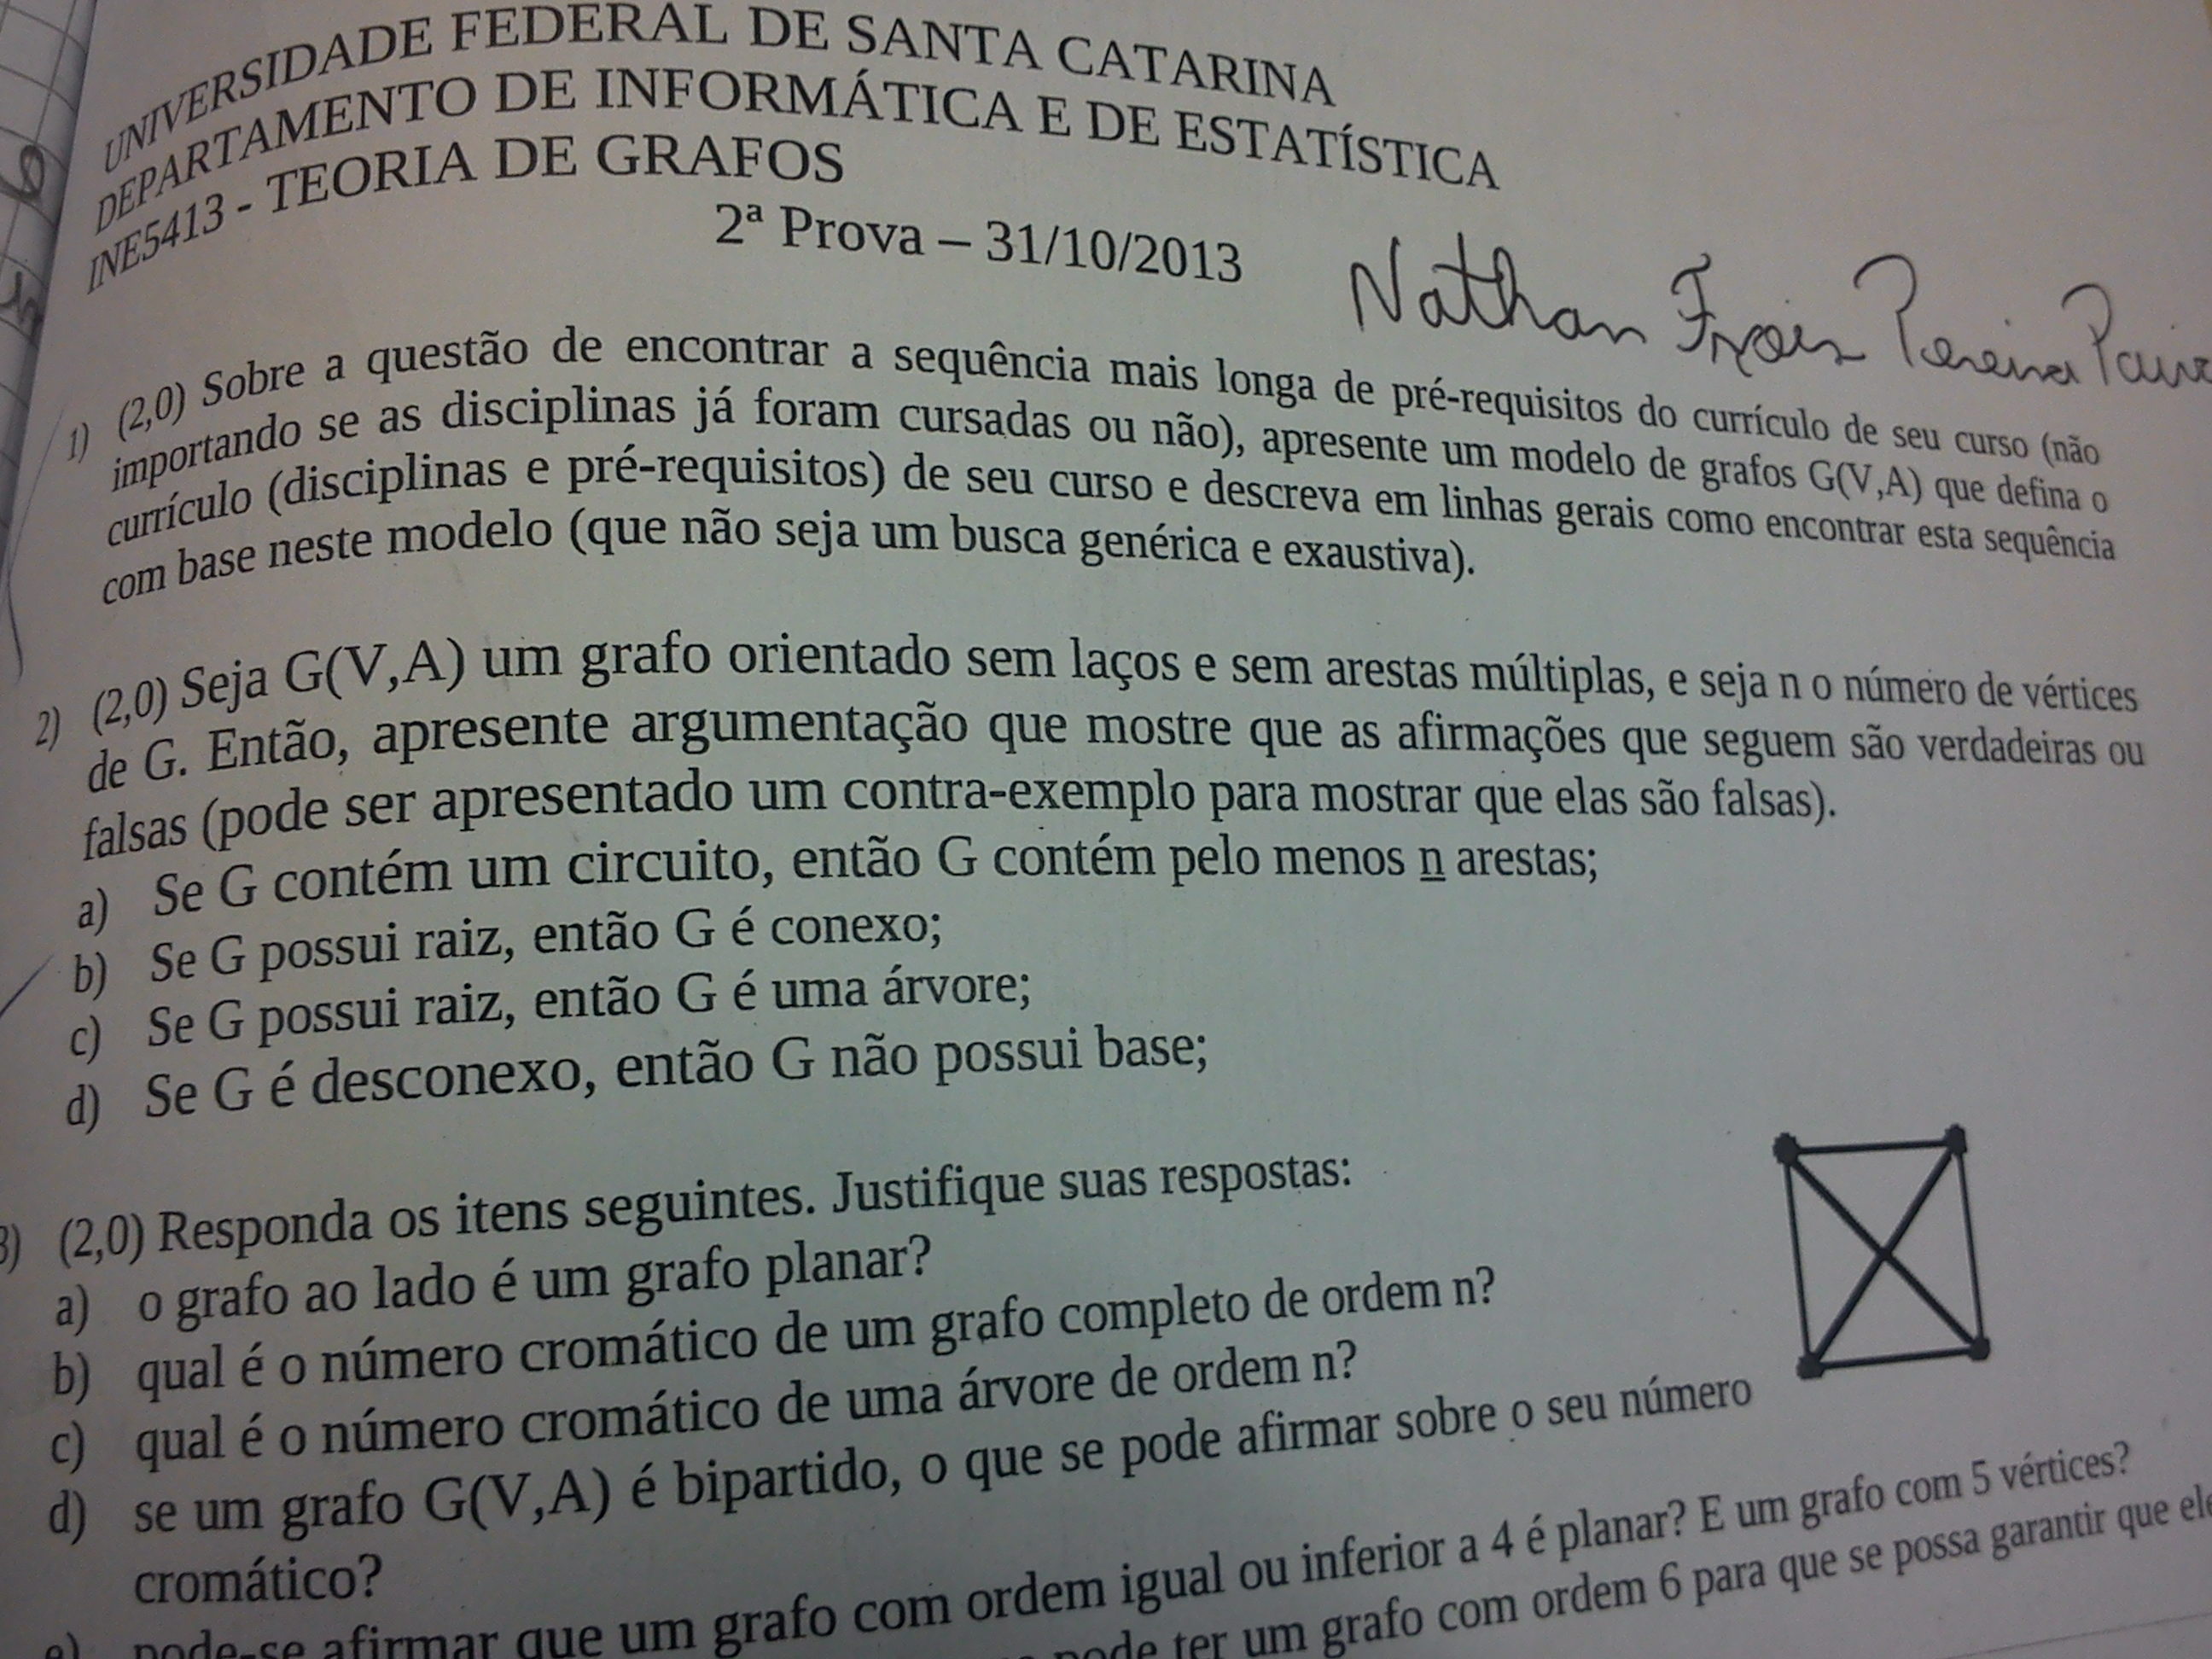 UNIVERSIDADE FEDERAL DE SANTA CATARINA
DEPARTAMENTO DE INFORMÁTICA E DE ESTATÍSTICA
INE5413 - TEORIA DE GRAFOS
2ª Prova – 31/10/2013
Nathan Pereira
1) (2,0) Sobre a questão de encontrar a sequência mais longa de pré-requisitos do currículo de seu curso (não
importando se as disciplinas já foram cursadas ou não), apresente um modelo de grafos G(V,A) que defina o
currículo (disciplinas e pré-requisitos) de seu curso e descreva em linhas gerais como encontrar esta sequência
com base neste modelo (que não seja um busca genérica e exaustiva).
2) (2,0) Seja G(V,A) um grafo orientado sem laços e sem arestas múltiplas, e seja n o número de vértices
de G. Então, apresente argumentação que mostre que as afirmações que seguem são verdadeiras ou
falsas (pode ser apresentado um contra-exemplo para mostrar que elas são falsas).
a) Se G contém um circuito, então G contém pelo menos n arestas;
b) Se G possui raiz, então G é conexo;
c) Se G possui raiz, então G é uma árvore;
d) Se G é desconexo, então G não possui base;
3) (2,0) Responda os itens seguintes. Justifique suas respostas:
a) o grafo ao lado é um grafo planar?
b) qual é o número cromático de um grafo completo de ordem n?
c) qual é o número cromático de uma árvore de ordem n?
d) se um grafo G(V,A) é bipartido, o que se pode afirmar sobre o seu número
cromático?
e) pode-se afirmar que um grafo com ordem igual ou inferior a 4 é planar? E um grafo com 5 vértices?
pode ter um grafo com ordem 6 para que se possa garantir que ele